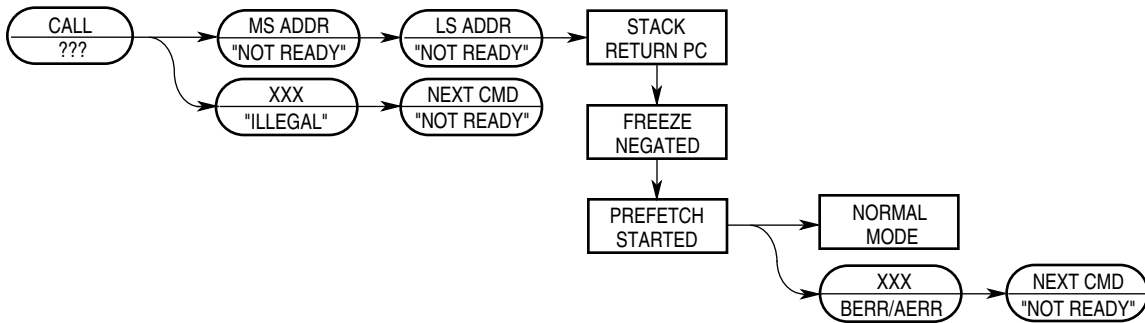 CALL
???
MS ADDR
"NOT READY"
LS ADDR
"NOT READY"
STACK
RETURN PC
XXX
"ILLEGAL"
NEXT CMD
"NOT READY"
FREEZE
NEGATED
PREFETCH
STARTED
NORMAL
MODE
XXX
BERR/AERR
NEXT CMD
"NOT READY"